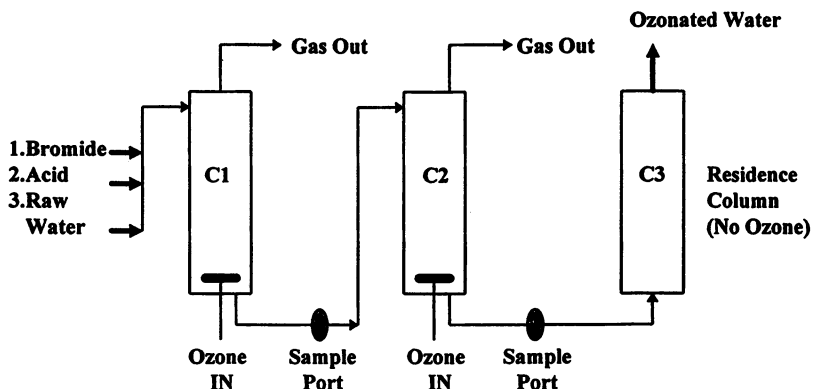 Ozonated Water
Gas Out
Gas Out
1.Bromide
2.Acid
3.Raw
Water
C1
C2
C3
Residence
Column
(No Ozone)
Ozone
IN
Sample
Port
Ozone
IN
Sample
Port